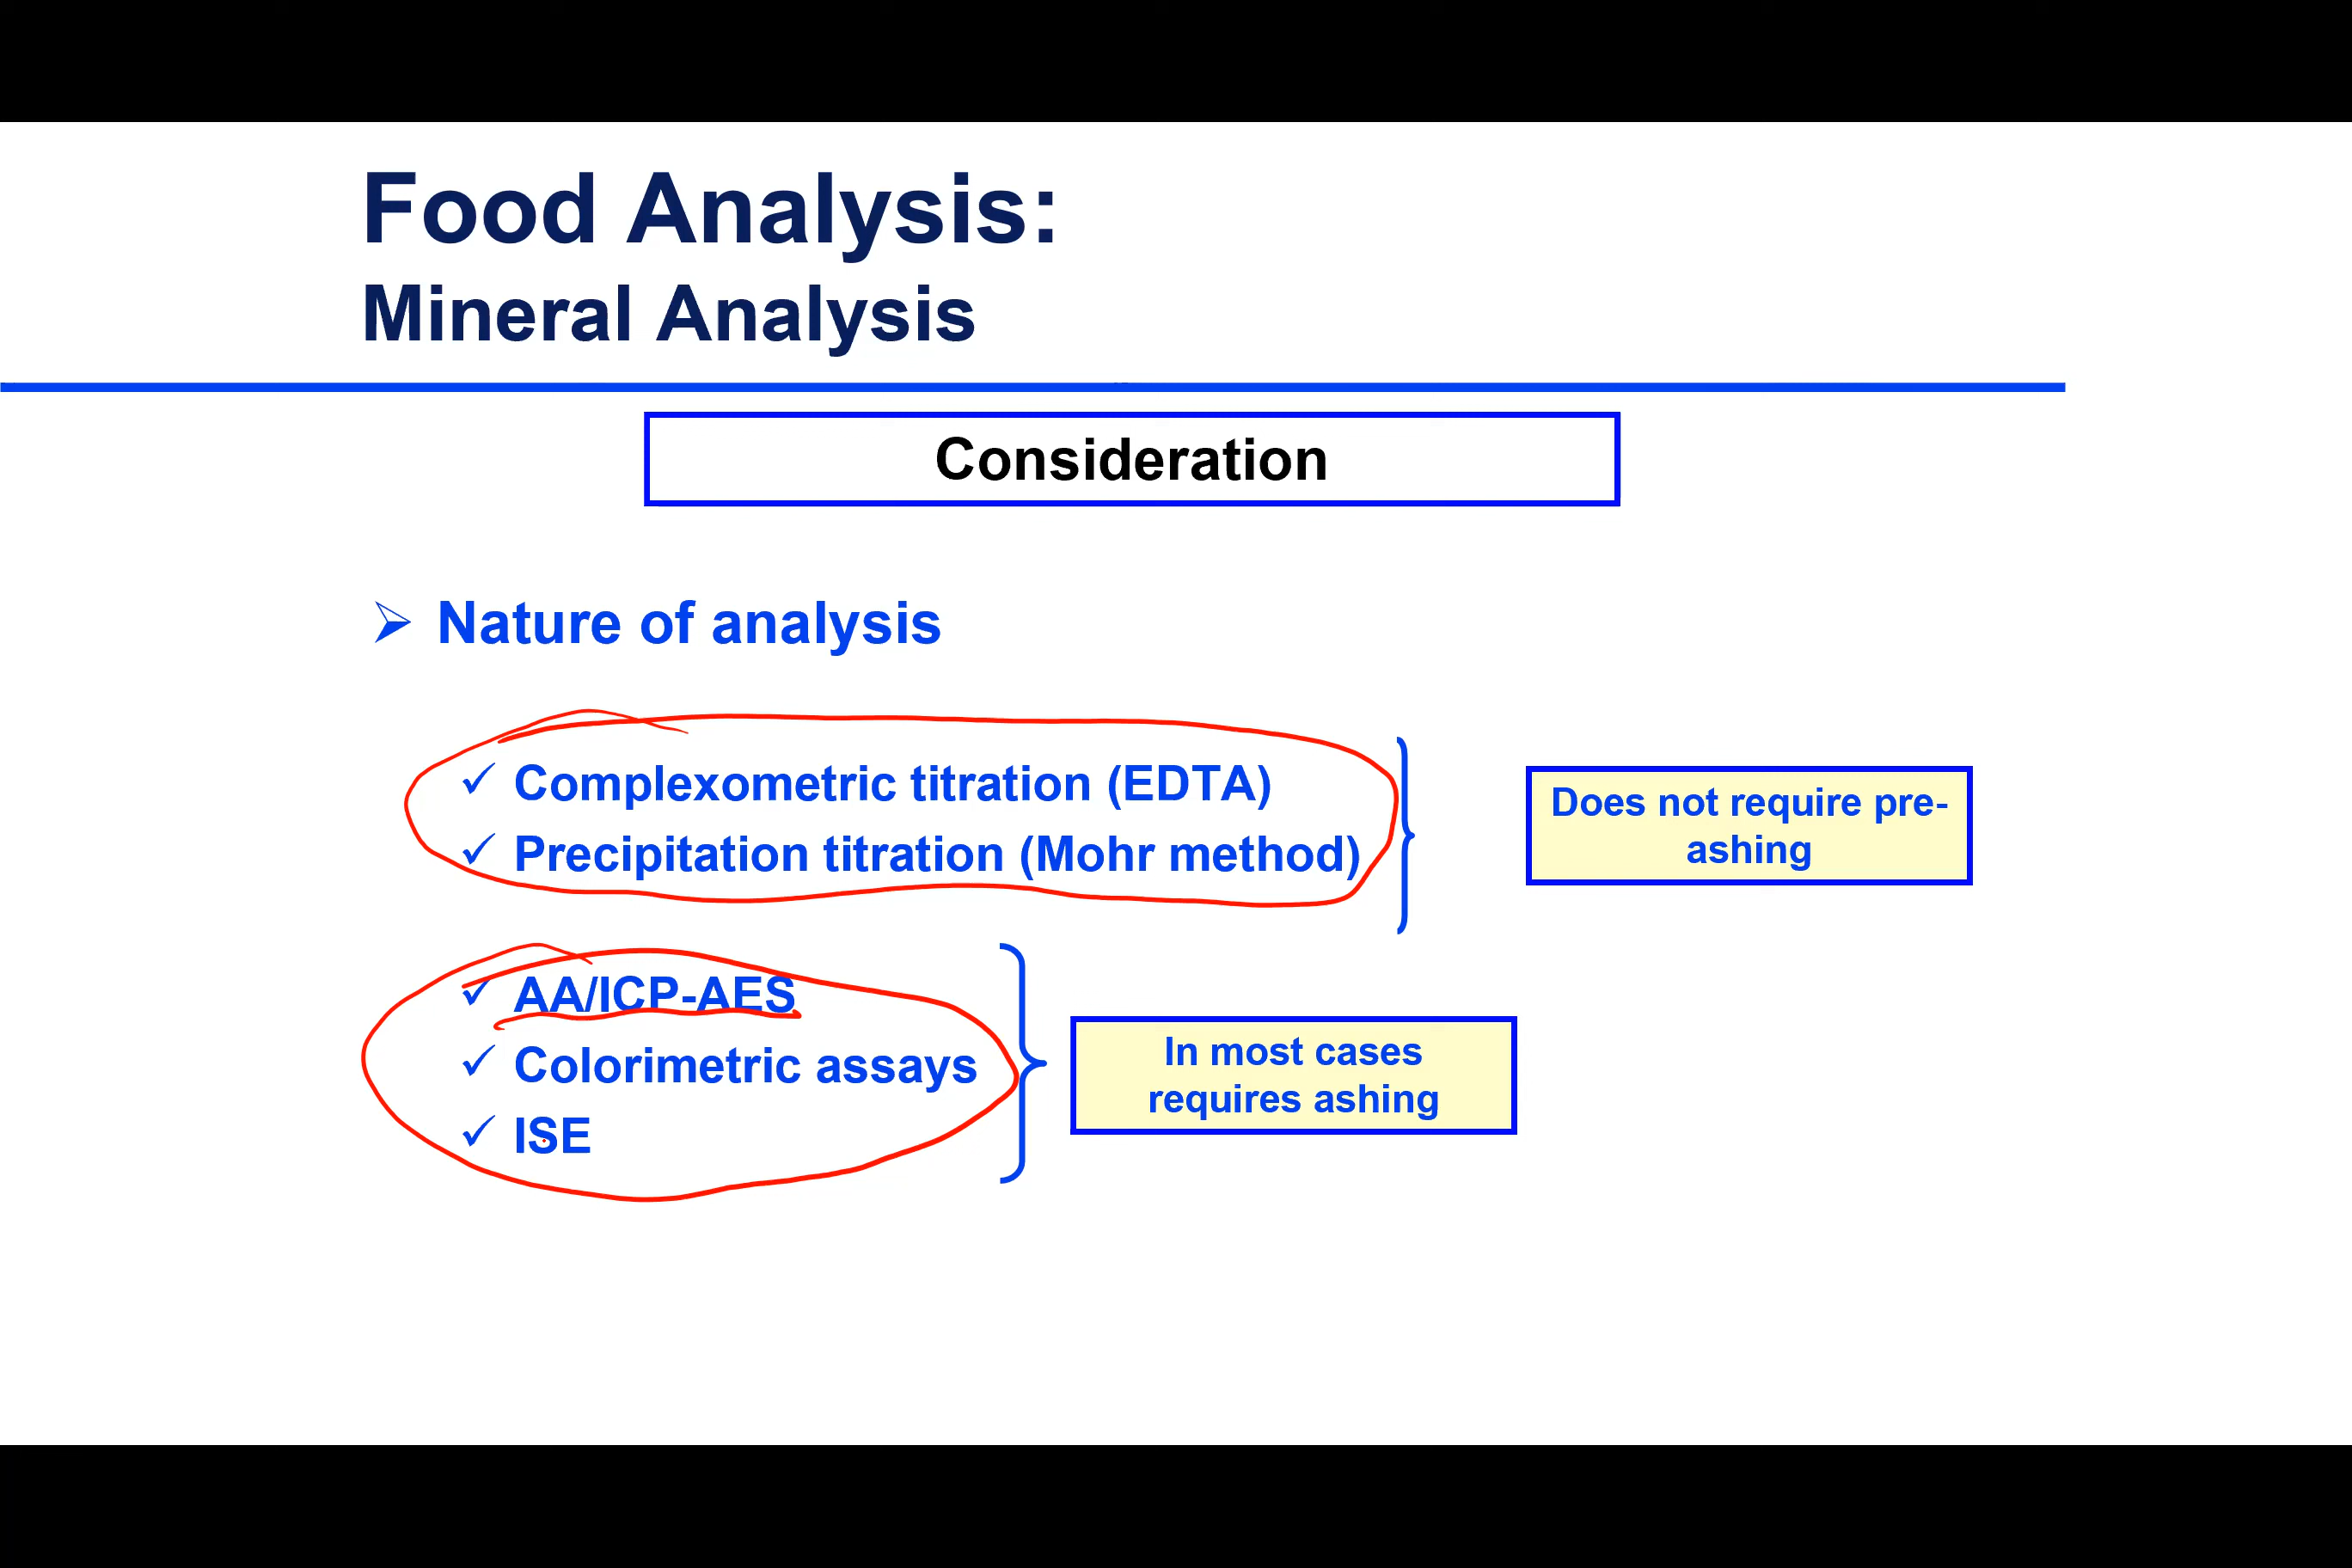 Food Analysis:
Mineral Analysis
Consideration
Nature of analysis
Complexometric titration (EDTA)
Precipitation titration (Mohr method)
Does not require pre-
ashing
AA/ICP-AES
Colorimetric assays
ISE
In most cases
requires ashing